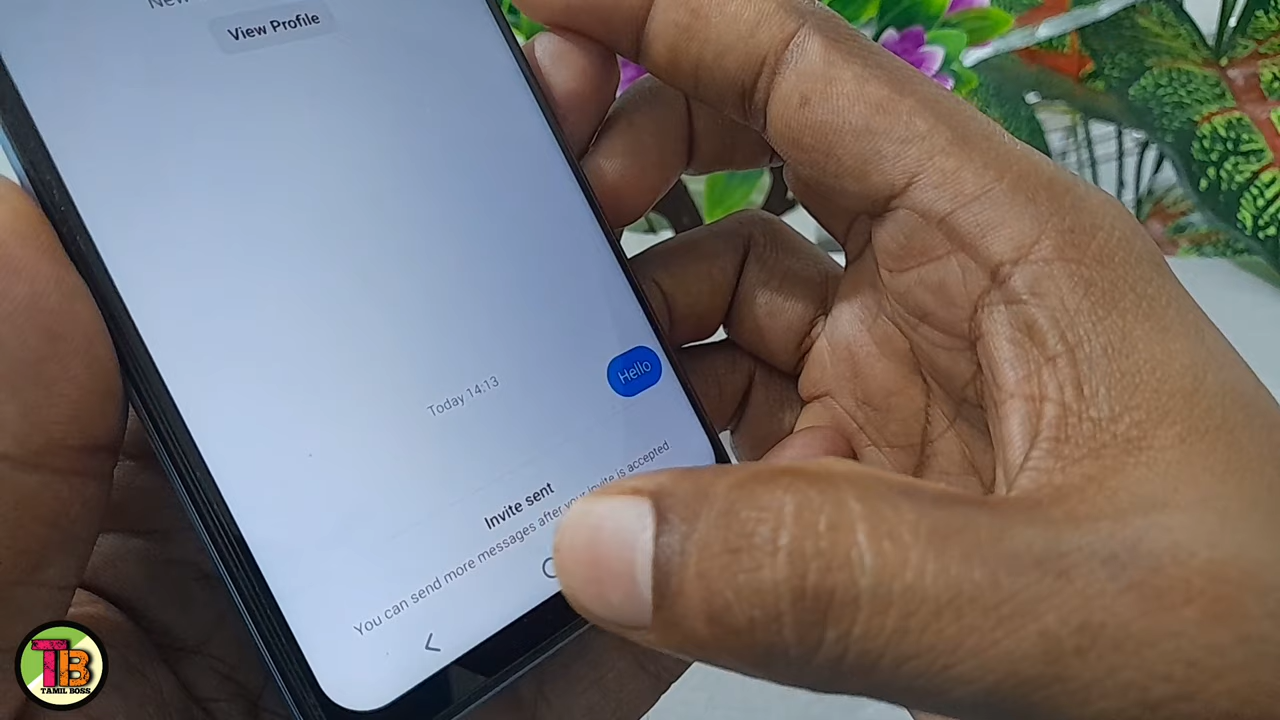 New
View Profile
Today 14:13
Hello
Invite sent
You can send more messages after your invite is accepted.
TB
TAMIL BOSS